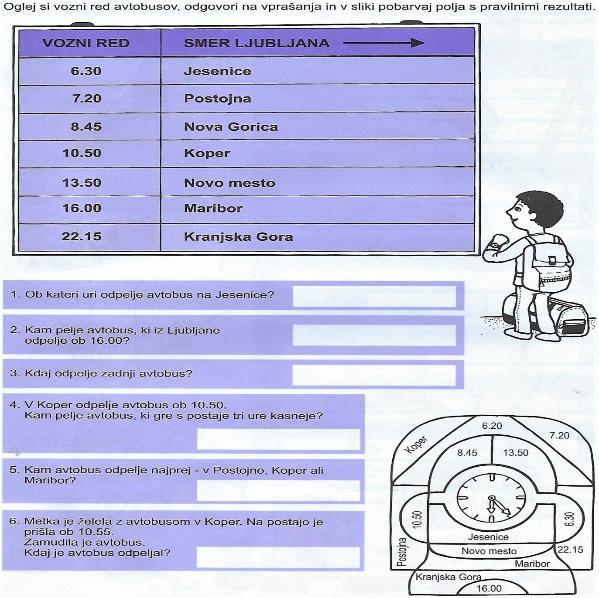 Oglej si vozni red avtobusov, odgovori na vprašanja in v sliki pobarvaj polja s pravilnimi rezultati.
VOZNI RED SMER LJUBLJANA
6.30 Jesenice
7.20 Postojna
8.45 Nova Gorica
10.50 Koper
13.50 Novo mesto
16.00 Maribor
22.15 Kranjska Gora
1. Ob kateri uri odpelje avtobus na Jesenice?
2. Kam pelje avtobus, ki iz Ljubljane
odpelje ob 16.00?
3. Kdaj odpelje zadnji avtobus?
4. V Koper odpelje avtobus ob 10.50,
Kam pelje avtobus, ki gre s postaje tri ure kasneje?
5. Kam avtobus odpelje najprej - v Postojno, Koper ali
Maribor?
6. Metka je želela z avtobusom v Koper. Na postajo je
prišla ob 10.55.
Zamudila je avtobus.
Kdaj je avtobus odpeljal?
Koper
6.20
7.20
8.45
13.50
10.50
6.30
Jesenice
Novo mesto
22.15
Postojna
Maribor
Kranjska Gora
16.00